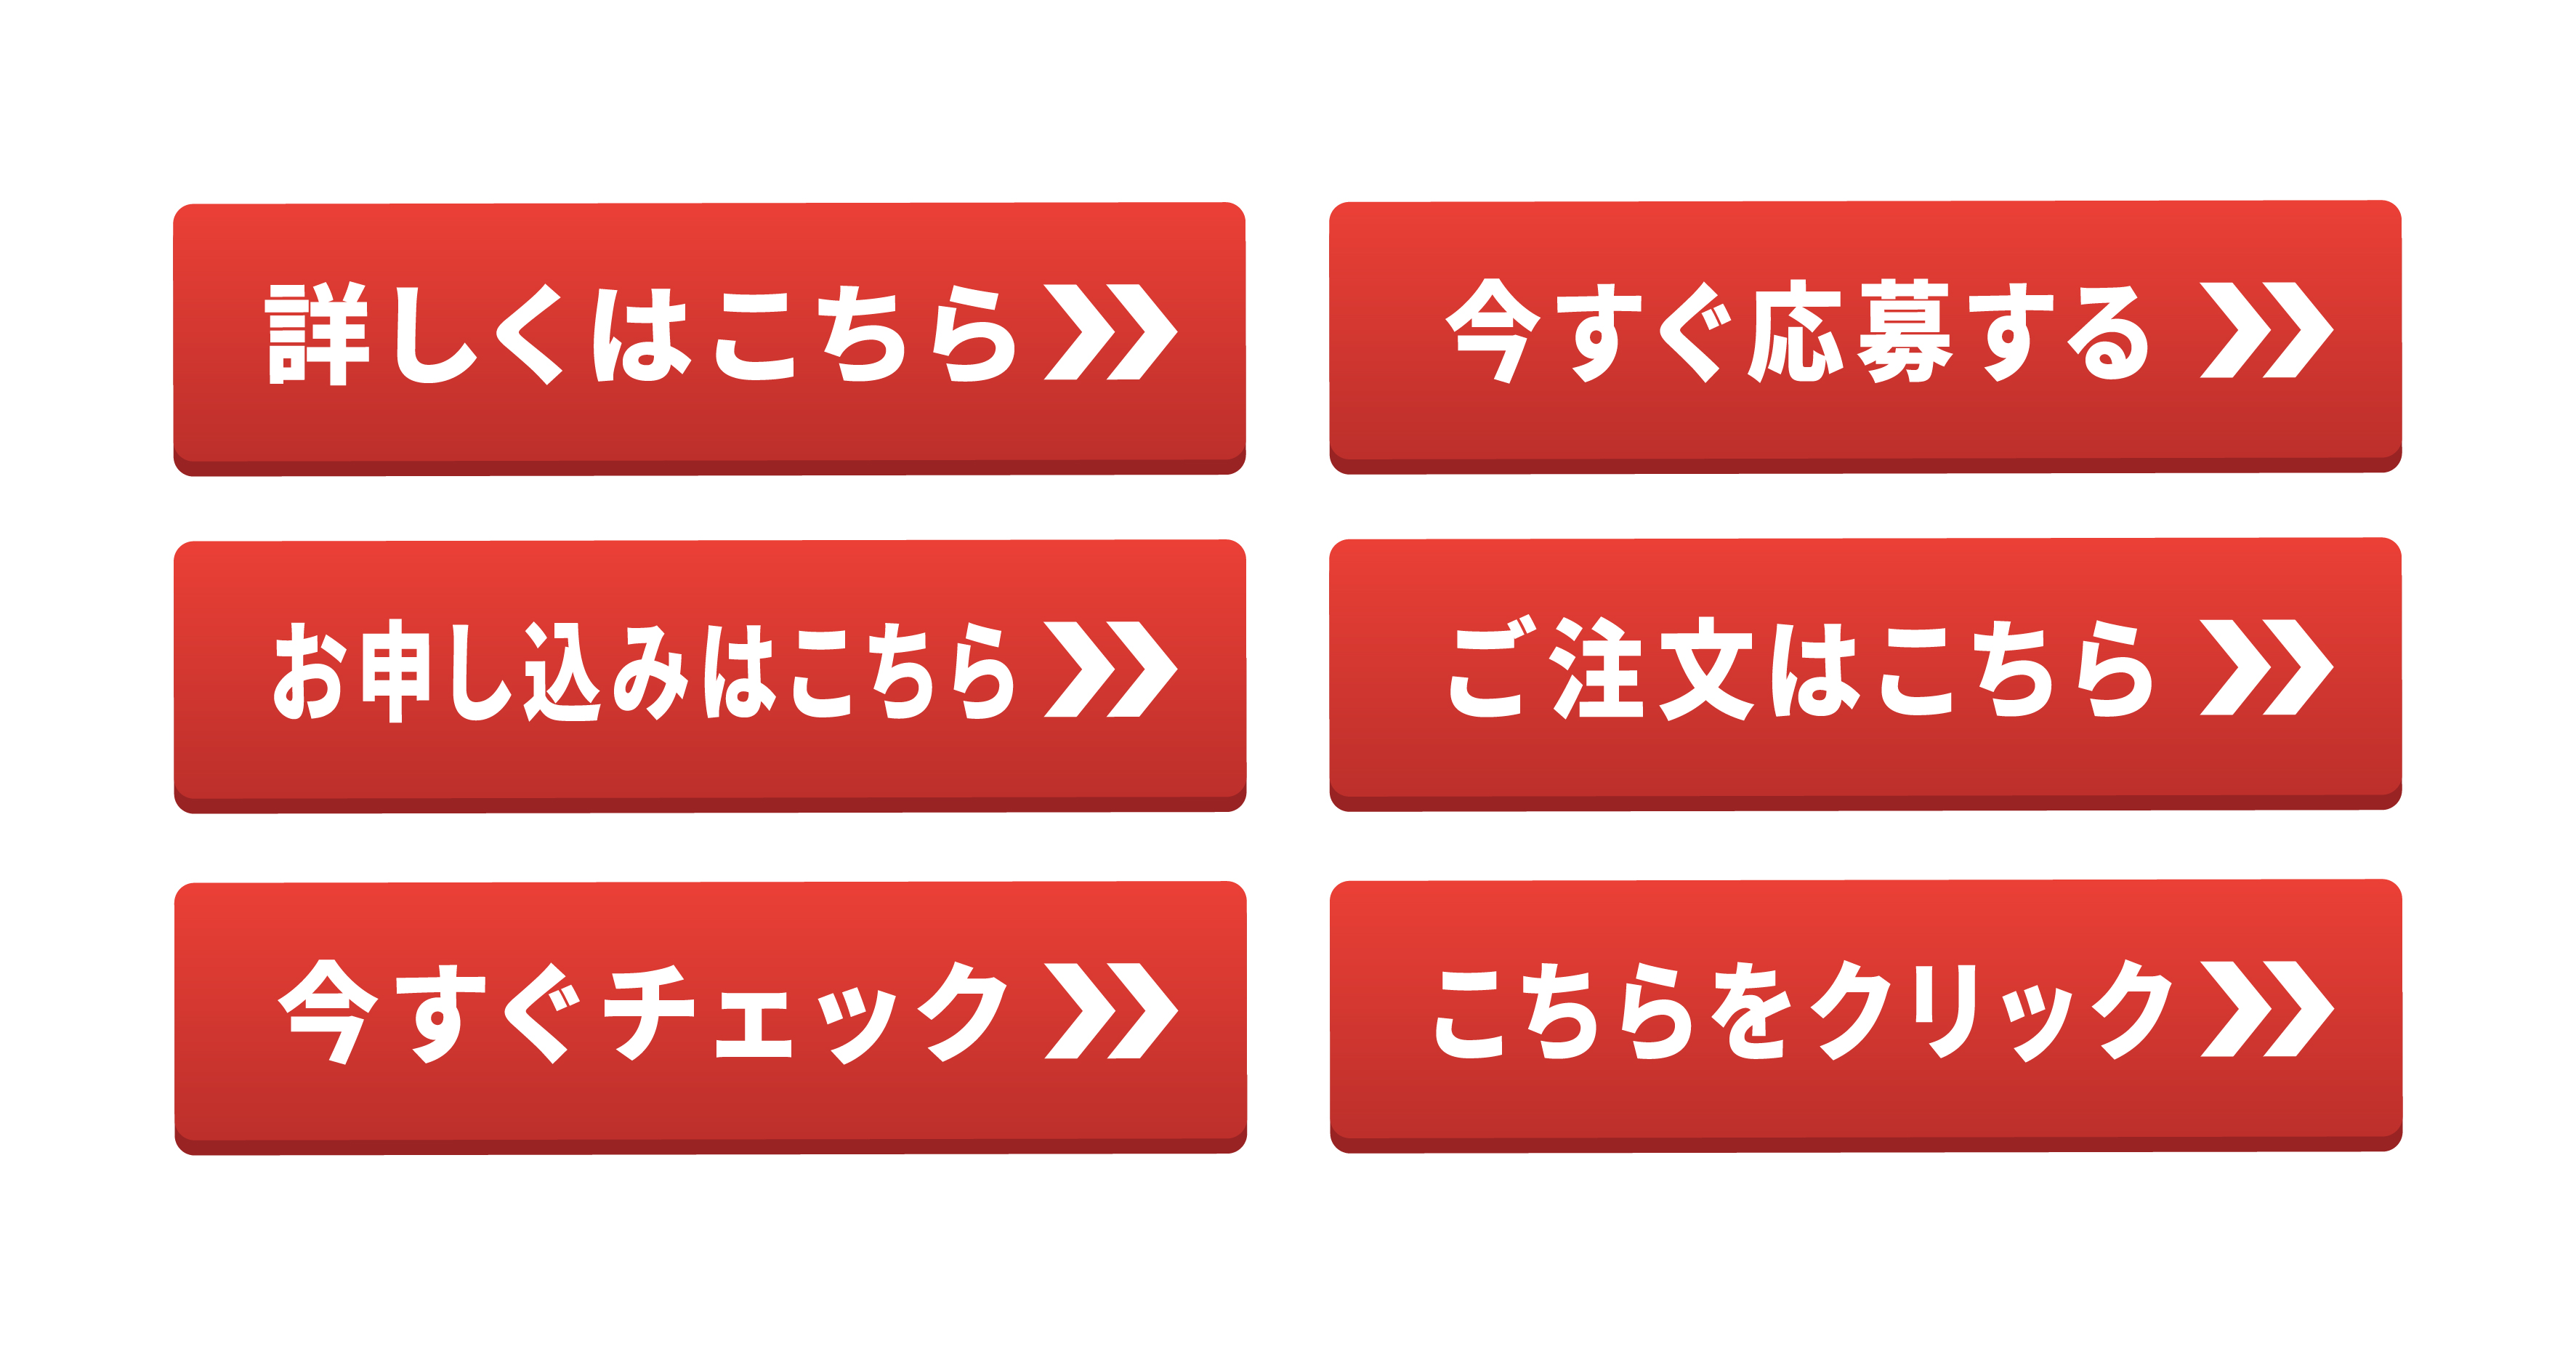 詳しくはこちら
今すぐ応募する
お申し込みはこちら
ご注文はこちら
今すぐチェック
こちらをクリック